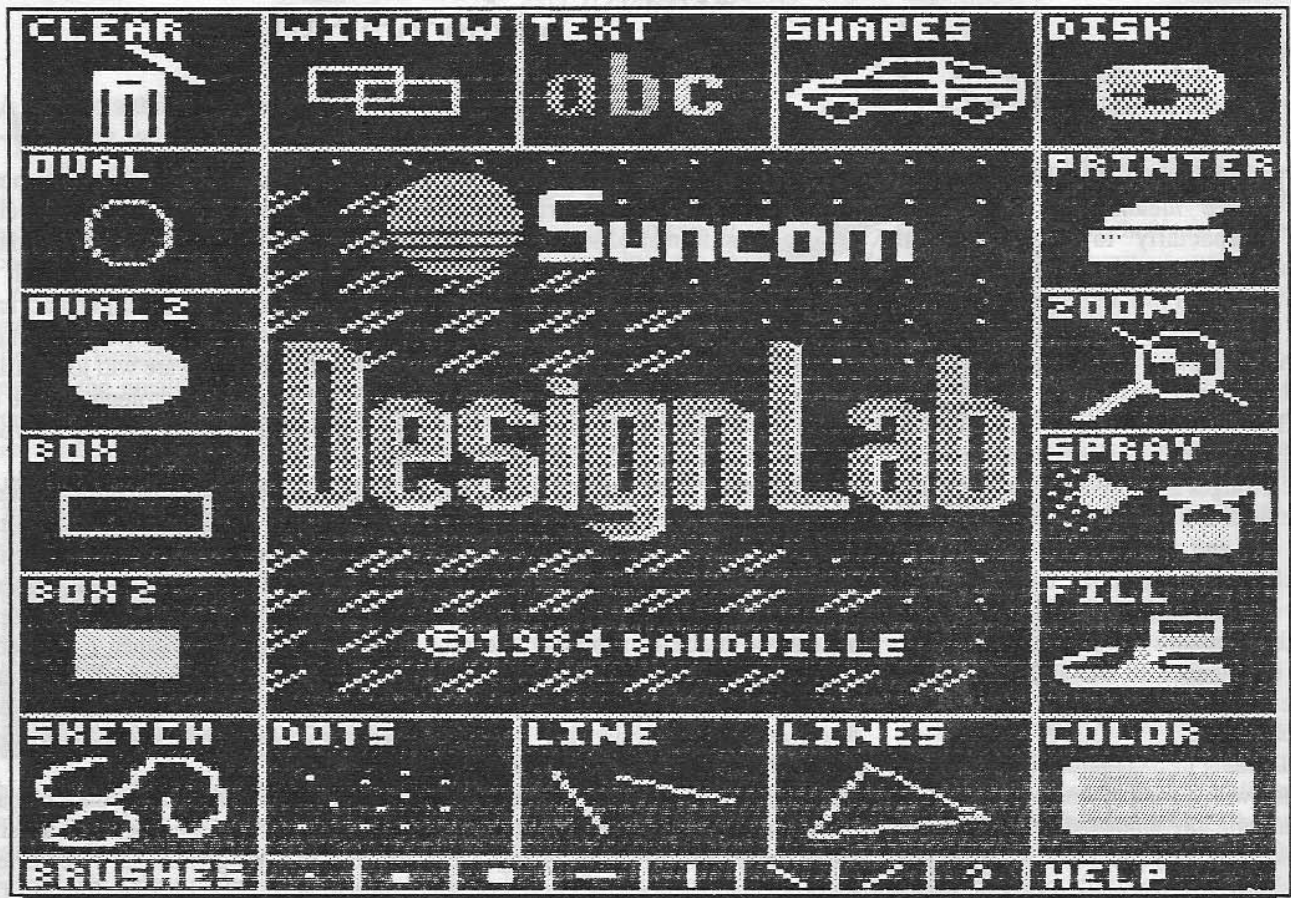 CLEAR
WINDOW
TEXT
SHAPES
DISK
abc
OVAL
PRINTER
Suncom
OVAL 2
ZOOM
DesignLab
BOX
SPRAY
BOX 2
FILL
©1984 BAUDVILLE
SKETCH
DOTS
LINE
LINES
COLOR
BRUSHES
?
HELP